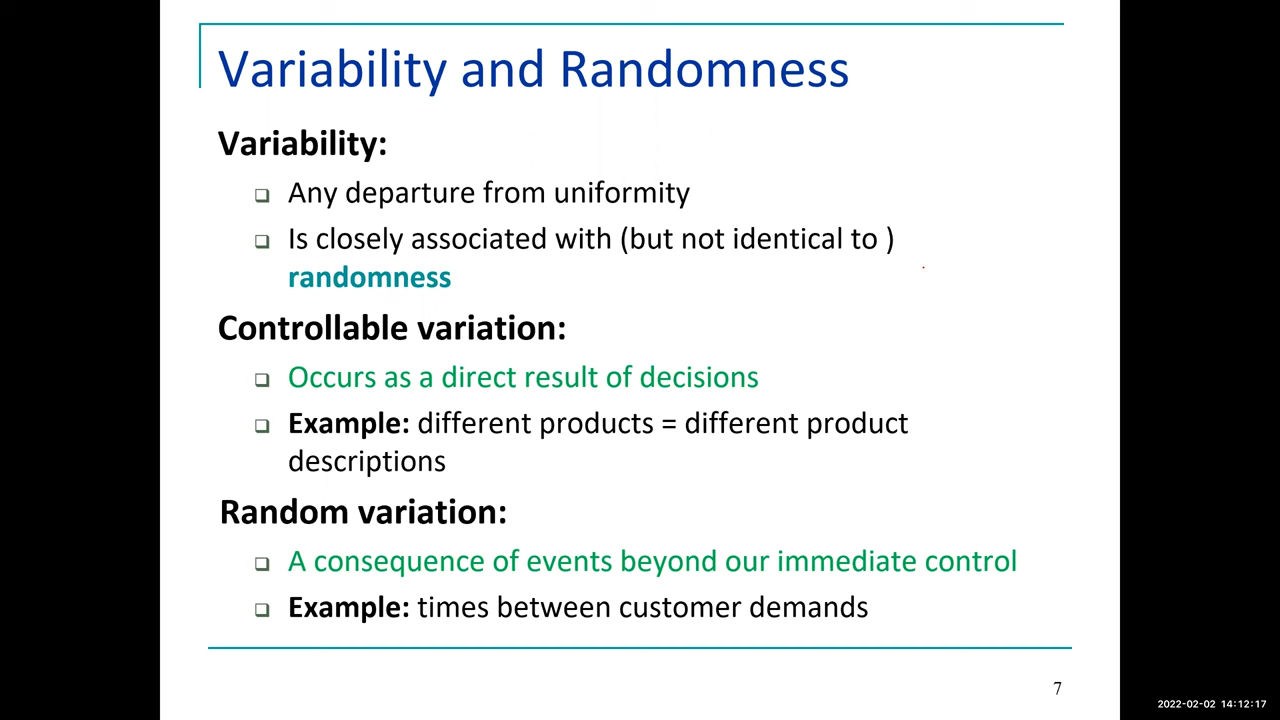 Variability and Randomness
Variability:
❑ Any departure from uniformity
❑ Is closely associated with (but not identical to )
randomness
Controllable variation:
❑ Occurs as a direct result of decisions
❑ Example: different products = different product
descriptions
Random variation:
❑ A consequence of events beyond our immediate control
❑ Example: times between customer demands
7
2022-02-02 14:12:17